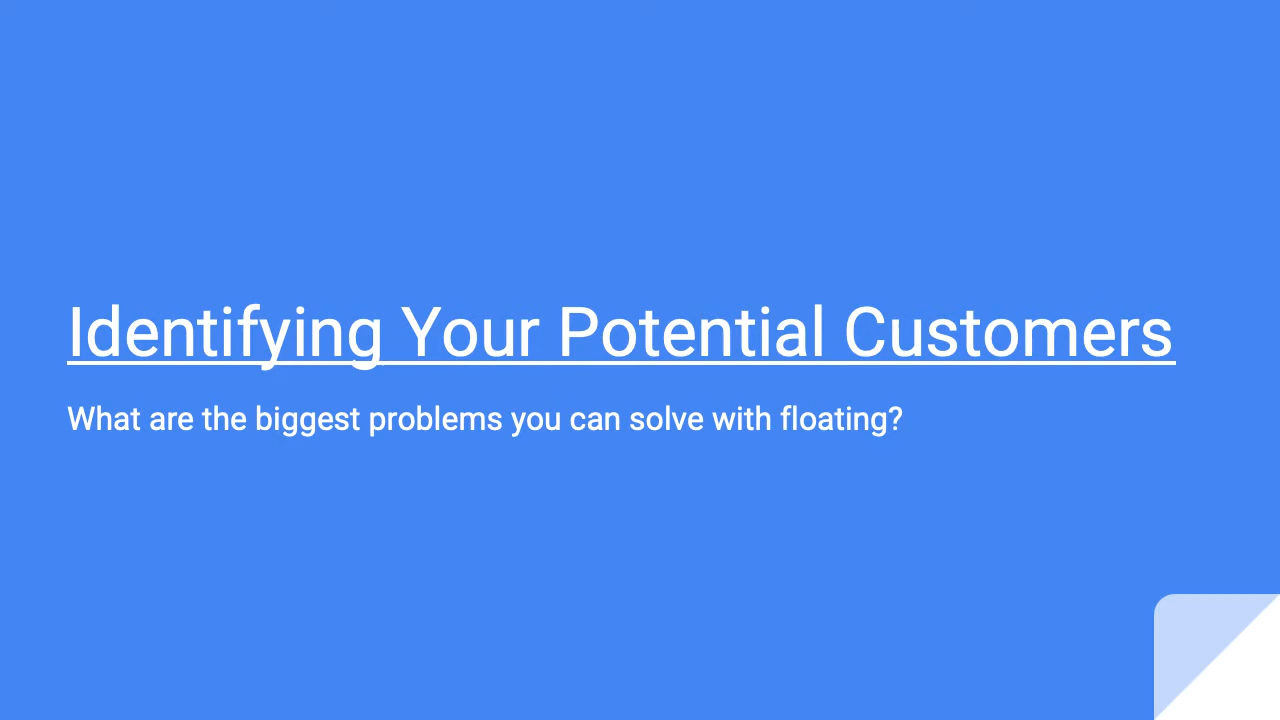 Identifying Your Potential Customers
What are the biggest problems you can solve with floating?